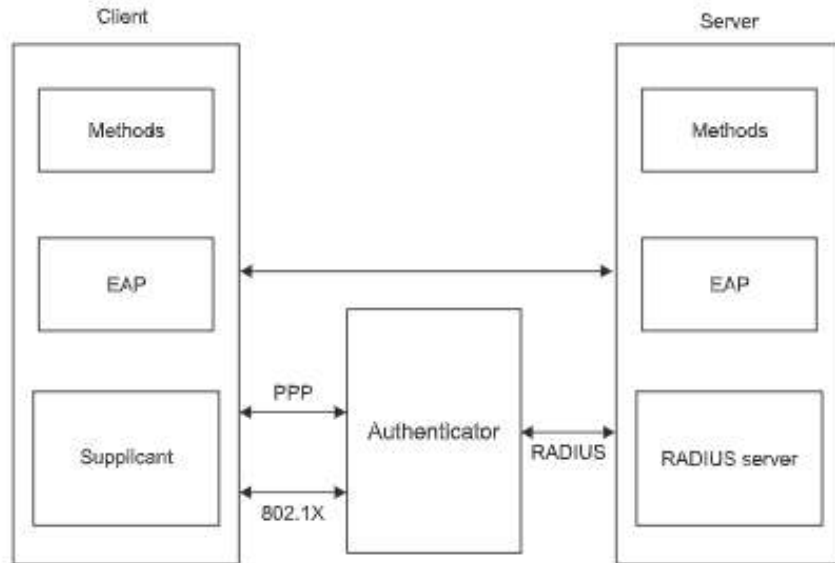 Client
Server
Methods
Methods
EAP
EAP
PPP
Authenticator
Supplicant
RADIUS
RADIUS server
802.1X